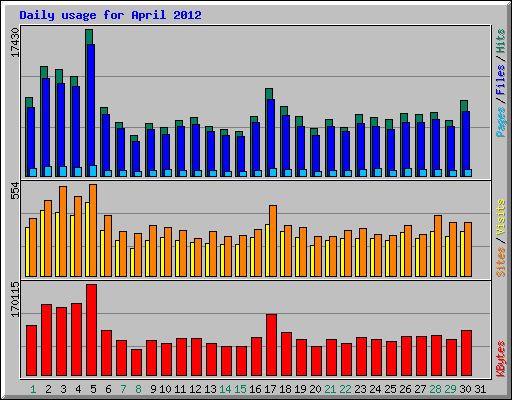 Daily usage for April 2012
17430
Pages / Files / Hits
554
Sites / Visits
170115
KBytes
1 2 3 4 5 6 7 8 9 10 11 12 13 14 15 16 17 18 19 20 21 22 23 24 25 26 27 28 29 30 31